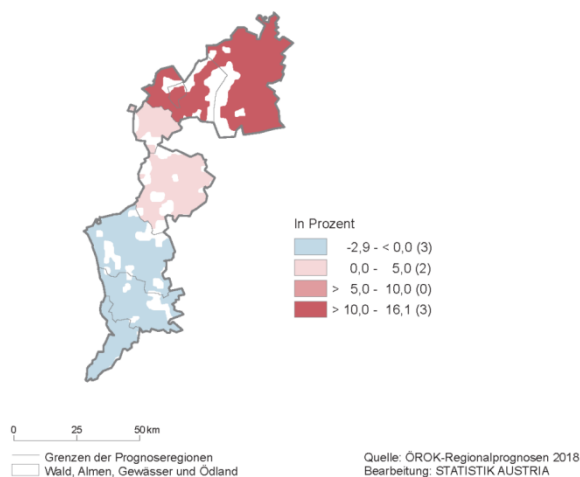 In Prozent
-2,9 - < 0,0 (3)
0,0 - 5,0 (2)
> 5,0 - 10,0 (0)
> 10,0 - 16,1 (3)
0 25 50 km
Grenzen der Prognoseregionen
Wald, Almen, Gewässer und Ödland
Quelle: ÖROK-Regionalprognosen 2018
Bearbeitung: STATISTIK AUSTRIA